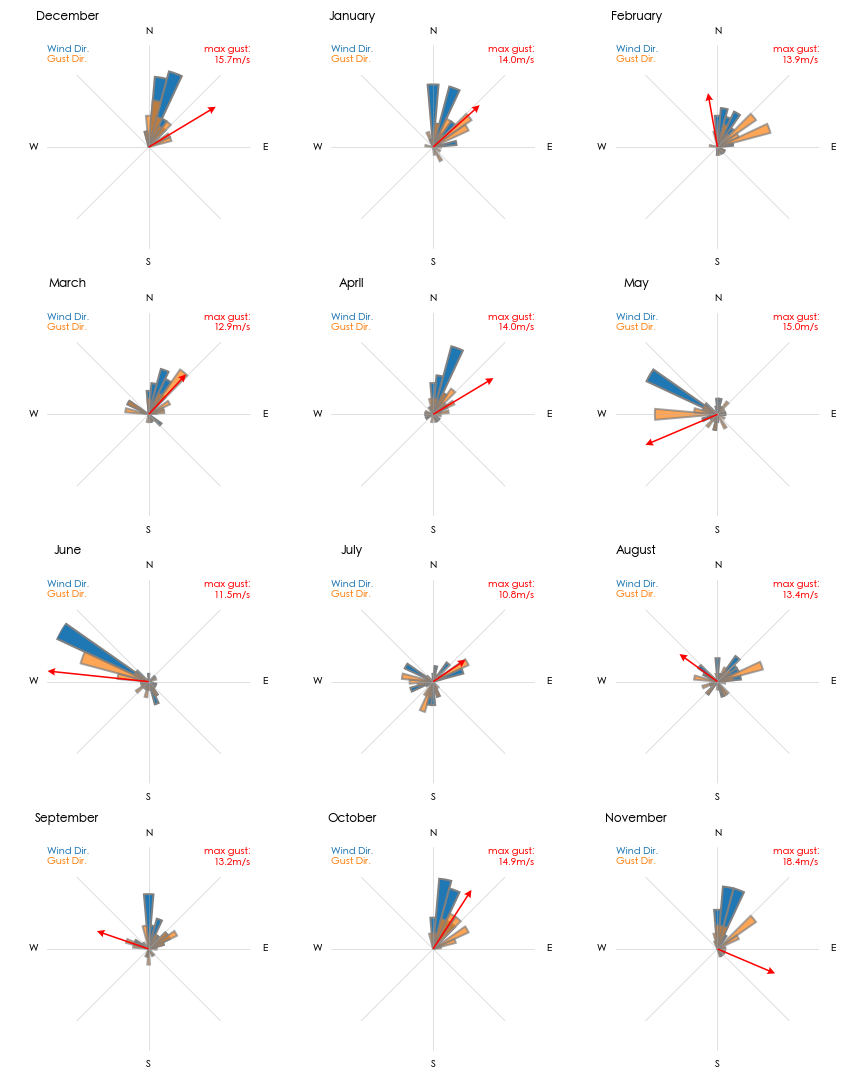 December
N
Wind Dir.
Gust Dir.
max gust:
15.7m/s
W
E
S
January
N
Wind Dir.
Gust Dir.
max gust:
14.0m/s
W
E
S
February
N
Wind Dir.
Gust Dir.
max gust:
13.9m/s
W
E
S
March
N
Wind Dir.
Gust Dir.
max gust:
12.9m/s
W
E
S
April
N
Wind Dir.
Gust Dir.
max gust:
14.0m/s
W
E
S
May
N
Wind Dir.
Gust Dir.
max gust:
15.0m/s
W
E
S
June
N
Wind Dir.
Gust Dir.
max gust:
11.5m/s
W
E
S
July
N
Wind Dir.
Gust Dir.
max gust:
10.8m/s
W
E
S
August
N
Wind Dir.
Gust Dir.
max gust:
13.4m/s
W
E
S
September
N
Wind Dir.
Gust Dir.
max gust:
13.2m/s
W
E
S
October
N
Wind Dir.
Gust Dir.
max gust:
14.9m/s
W
E
S
November
N
Wind Dir.
Gust Dir.
max gust:
18.4m/s
W
E
S